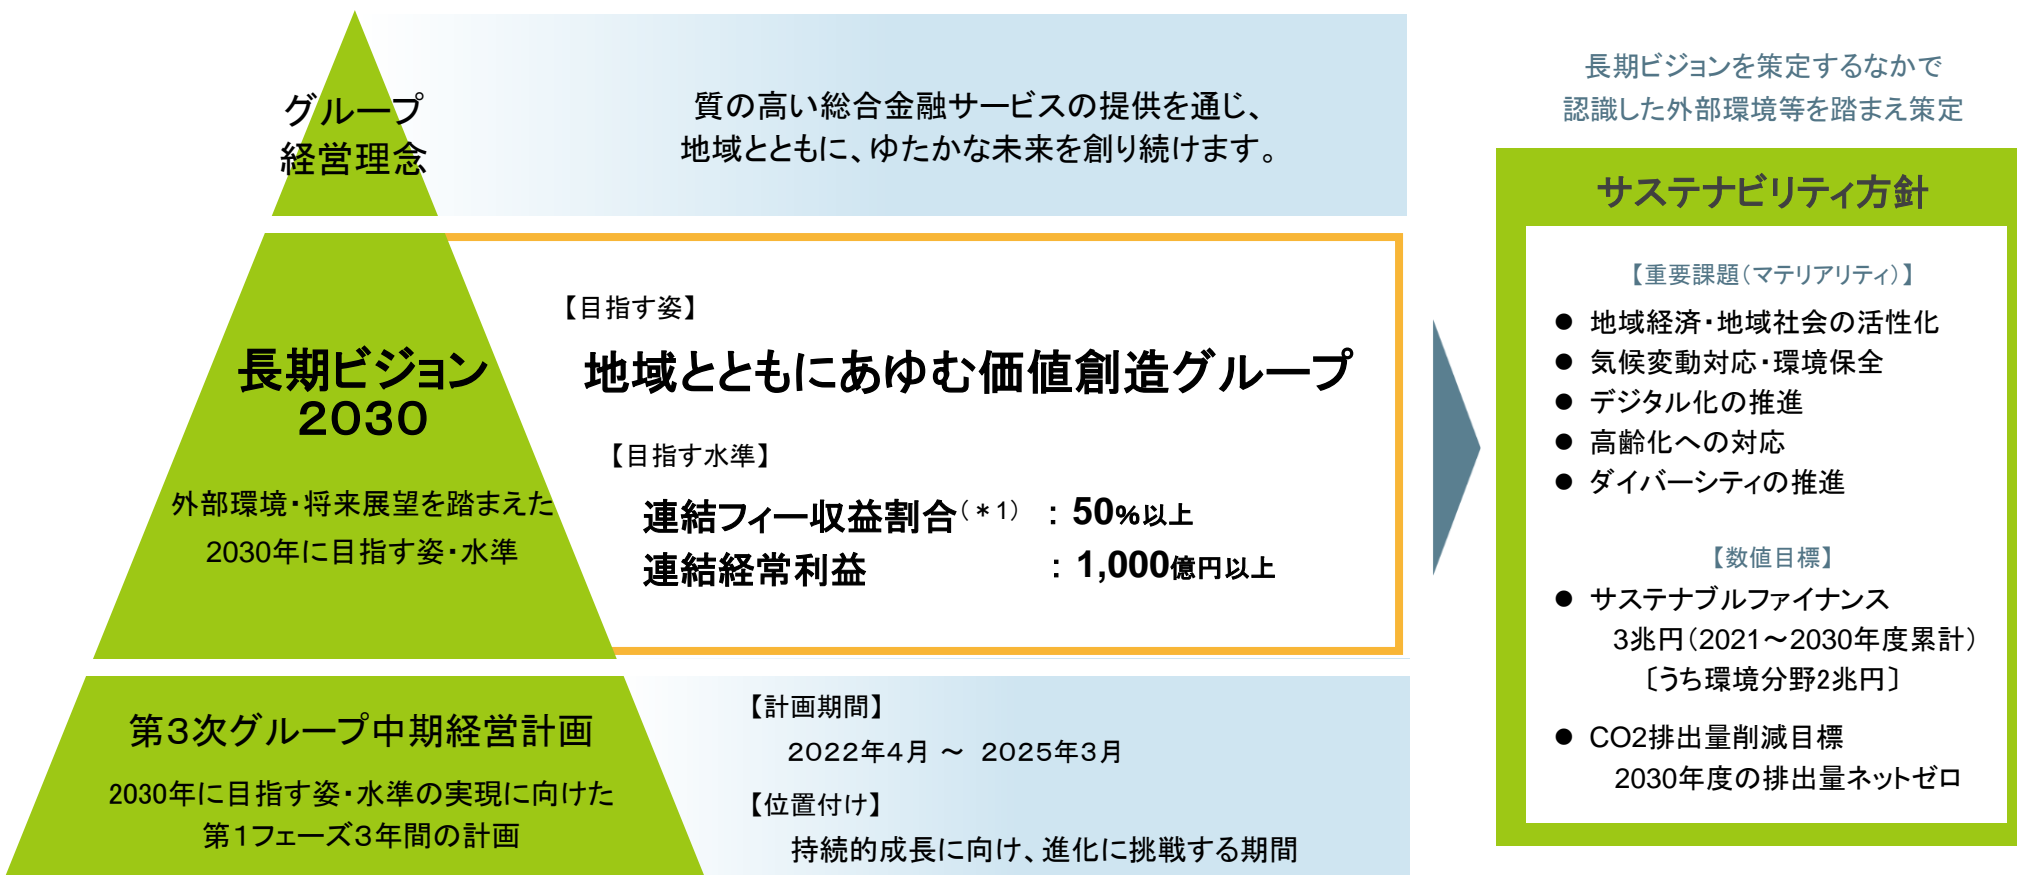 グループ
経営理念
質の高い総合金融サービスの提供を通じ、
地域とともに、ゆたかな未来を創り続けます。
長期ビジョン
2030
外部環境・将来展望を踏まえた
2030年に目指す姿・水準
【目指す姿】
地域とともにあゆむ価値創造グループ
【目指す水準】
連結フィー収益割合(＊1) : 50%以上
連結経常利益 : 1,000億円以上
第3次グループ中期経営計画
2030年に目指す姿・水準の実現に向けた
第1フェーズ3年間の計画
【計画期間】
2022年4月 ～ 2025年3月
【位置付け】
持続的成長に向け、進化に挑戦する期間
長期ビジョンを策定するなかで
認識した外部環境等を踏まえ策定
サステナビリティ方針
【重要課題（マテリアリティ）】
● 地域経済・地域社会の活性化
● 気候変動対応・環境保全
● デジタル化の推進
● 高齢化への対応
● ダイバーシティの推進
【数値目標】
● サステナブルファイナンス
3兆円（2021～2030年度累計）
〔うち環境分野2兆円〕
● CO2排出量削減目標
2030年度の排出量ネットゼロ